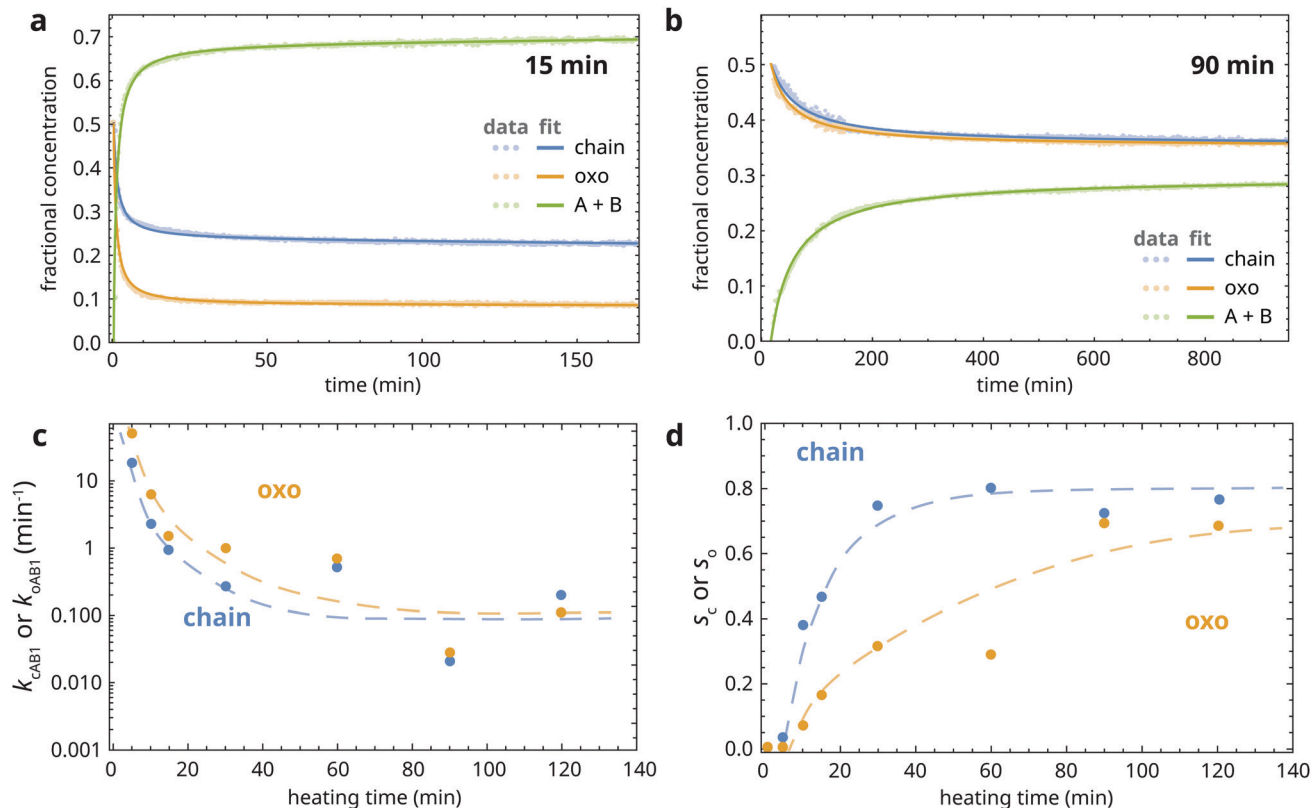 a
15 min
fractional concentration
0.7
0.6
0.5
0.4
0.3
0.2
0.1
0.0
data fit
chain
oxo
A + B
0 50 100 150
time (min)
b
90 min
fractional concentration
0.5
0.4
0.3
0.2
0.1
0.0
data fit
chain
oxo
A + B
0 200 400 600 800
time (min)
c
k_cAB1 or k_oAB1 (min⁻¹)
10
1
0.100
0.010
0.001
oxo
chain
0 20 40 60 80 100 120 140
heating time (min)
d
s_c or s_o
1.0
0.8
0.6
0.4
0.2
0.0
chain
oxo
0 20 40 60 80 100 120 140
heating time (min)